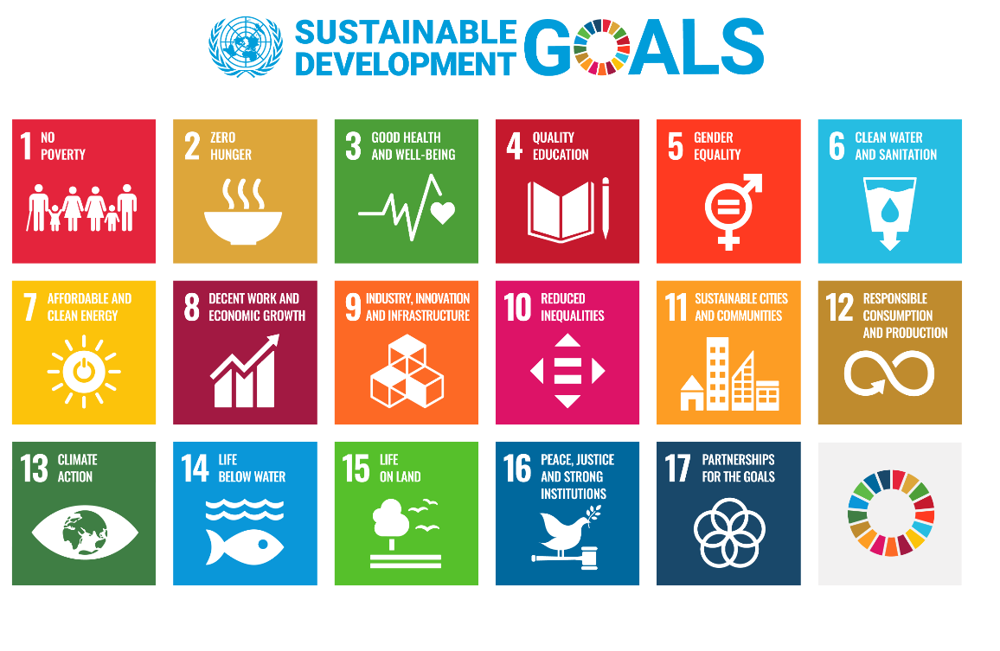 SUSTAINABLE
DEVELOPMENT
GOALS
1 NO
POVERTY
2 ZERO
HUNGER
3 GOOD HEALTH
AND WELL-BEING
4 QUALITY
EDUCATION
5 GENDER
EQUALITY
6 CLEAN WATER
AND SANITATION
7 AFFORDABLE AND
CLEAN ENERGY
8 DECENT WORK AND
ECONOMIC GROWTH
9 INDUSTRY, INNOVATION
AND INFRASTRUCTURE
10 REDUCED
INEQUALITIES
11 SUSTAINABLE CITIES
AND COMMUNITIES
12 RESPONSIBLE
CONSUMPTION
AND PRODUCTION
13 CLIMATE
ACTION
14 LIFE
BELOW WATER
15 LIFE
ON LAND
16 PEACE, JUSTICE
AND STRONG
INSTITUTIONS
17 PARTNERSHIPS
FOR THE GOALS